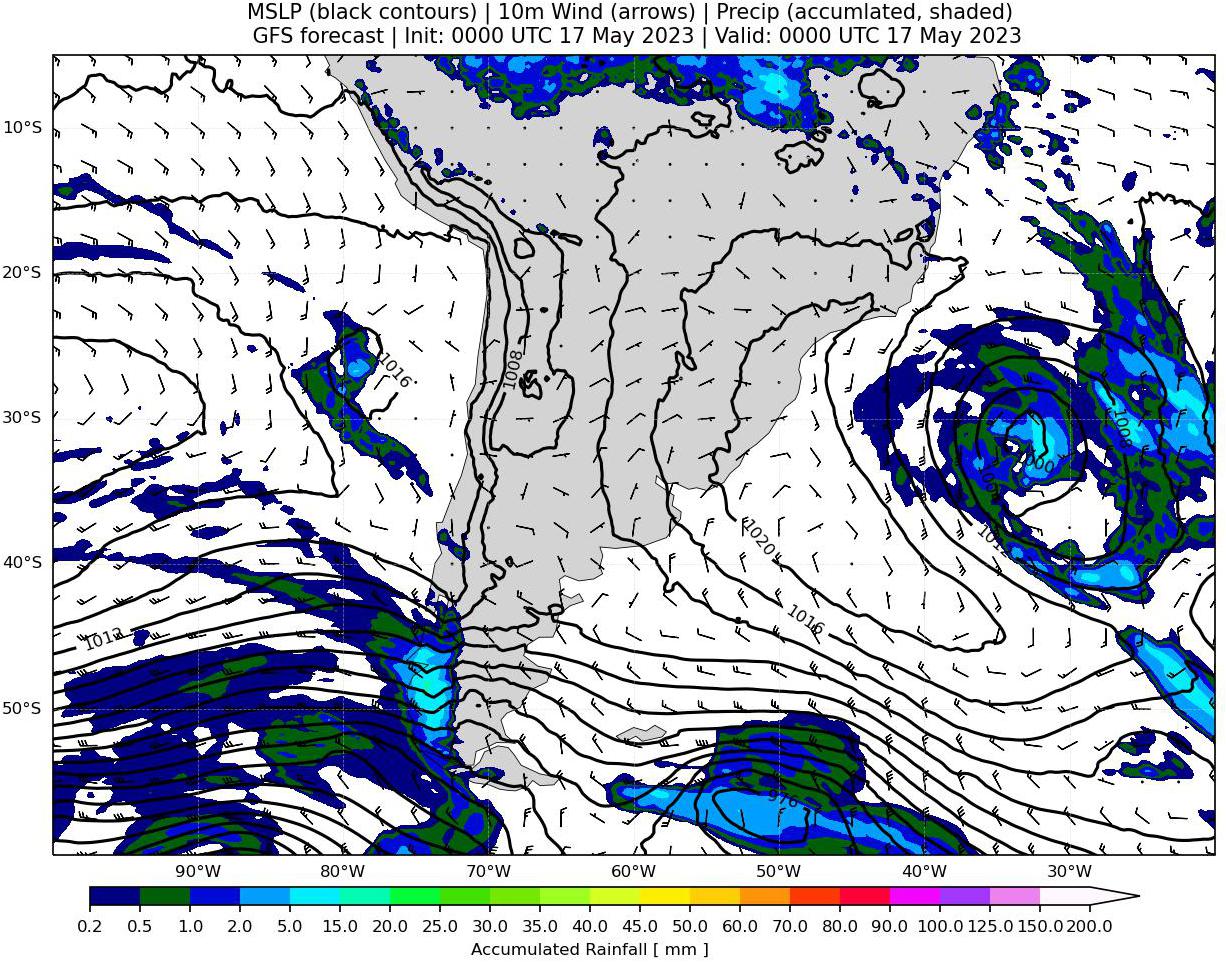 MSLP (black contours) | 10m Wind (arrows) | Precip (accumlated, shaded)
GFS forecast | Init: 0000 UTC 17 May 2023 | Valid: 0000 UTC 17 May 2023
10°S
20°S
1016
1008
30°S
1008
1000
1020
1012
40°S
1016
1012
50°S
976
90°W 80°W 70°W 60°W 50°W 40°W 30°W
0.2 0.5 1.0 2.0 5.0 15.0 20.0 25.0 30.0 35.0 40.0 45.0 50.0 60.0 70.0 80.0 90.0 100.0 125.0 150.0 200.0
Accumulated Rainfall [ mm ]